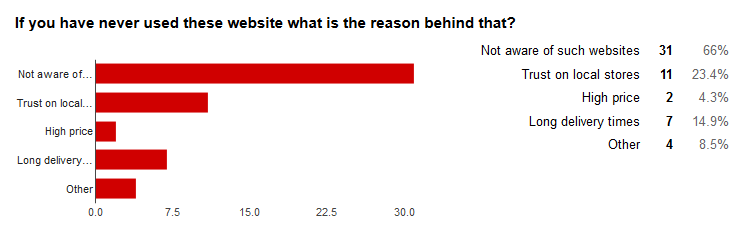 If you have never used these website what is the reason behind that?
Not aware of...
Trust on local...
High price
Long delivery...
Other
0.0 7.5 15.0 22.5 30.0
Not aware of such websites 31 66%
Trust on local stores 11 23.4%
High price 2 4.3%
Long delivery times 7 14.9%
Other 4 8.5%